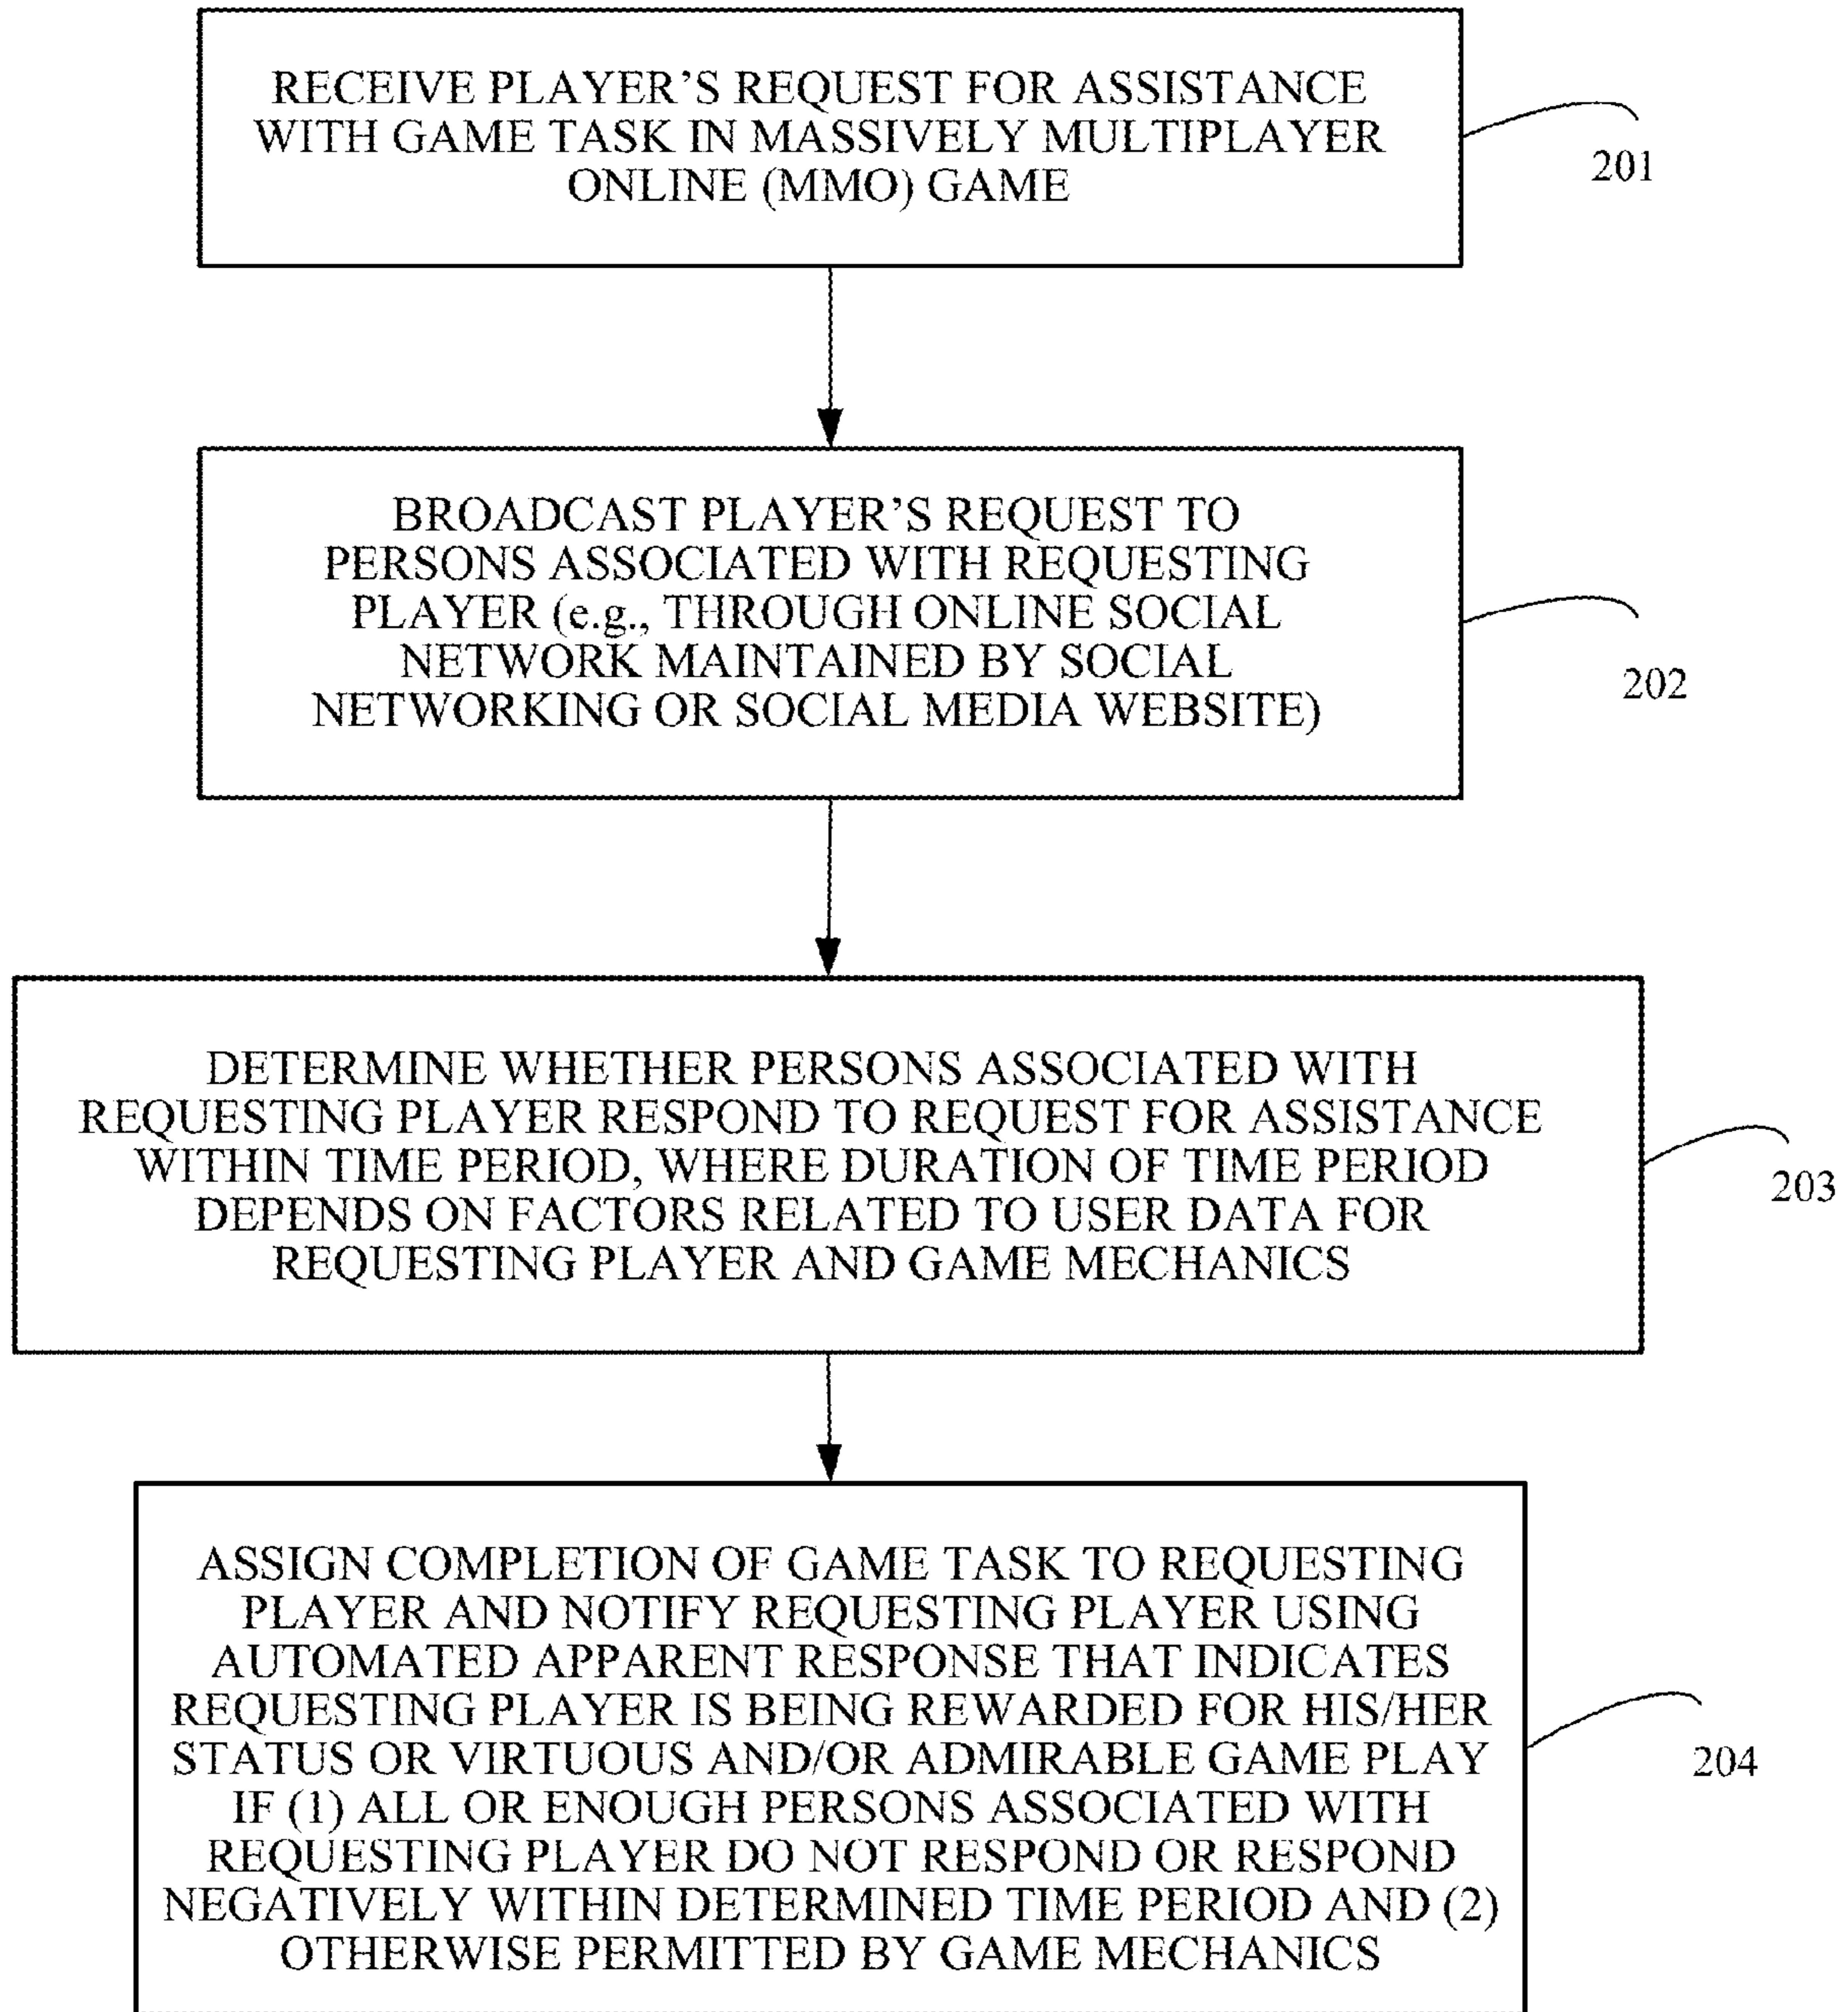 RECEIVE PLAYER'S REQUEST FOR ASSISTANCE
WITH GAME TASK IN MASSIVELY MULTIPLAYER
ONLINE (MMO) GAME
201
BROADCAST PLAYER'S REQUEST TO
PERSONS ASSOCIATED WITH REQUESTING
PLAYER (e.g., THROUGH ONLINE SOCIAL
NETWORK MAINTAINED BY SOCIAL
NETWORKING OR SOCIAL MEDIA WEBSITE)
202
DETERMINE WHETHER PERSONS ASSOCIATED WITH
REQUESTING PLAYER RESPOND TO REQUEST FOR ASSISTANCE
WITHIN TIME PERIOD, WHERE DURATION OF TIME PERIOD
DEPENDS ON FACTORS RELATED TO USER DATA FOR
REQUESTING PLAYER AND GAME MECHANICS
203
ASSIGN COMPLETION OF GAME TASK TO REQUESTING
PLAYER AND NOTIFY REQUESTING PLAYER USING
AUTOMATED APPARENT RESPONSE THAT INDICATES
REQUESTING PLAYER IS BEING REWARDED FOR HIS/HER
STATUS OR VIRTUOUS AND/OR ADMIRABLE GAME PLAY
IF (1) ALL OR ENOUGH PERSONS ASSOCIATED WITH
REQUESTING PLAYER DO NOT RESPOND OR RESPOND
NEGATIVELY WITHIN DETERMINED TIME PERIOD AND (2)
OTHERWISE PERMITTED BY GAME MECHANICS
204